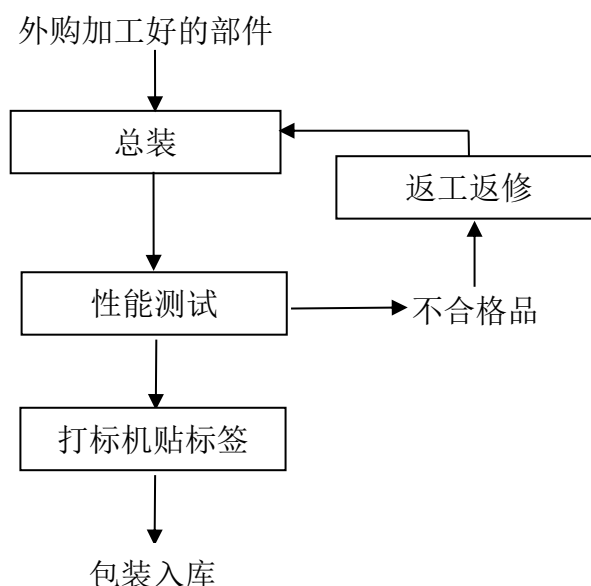 外购加工好的部件
总装
返工返修
性能测试
不合格品
打标机贴标签
包装入库